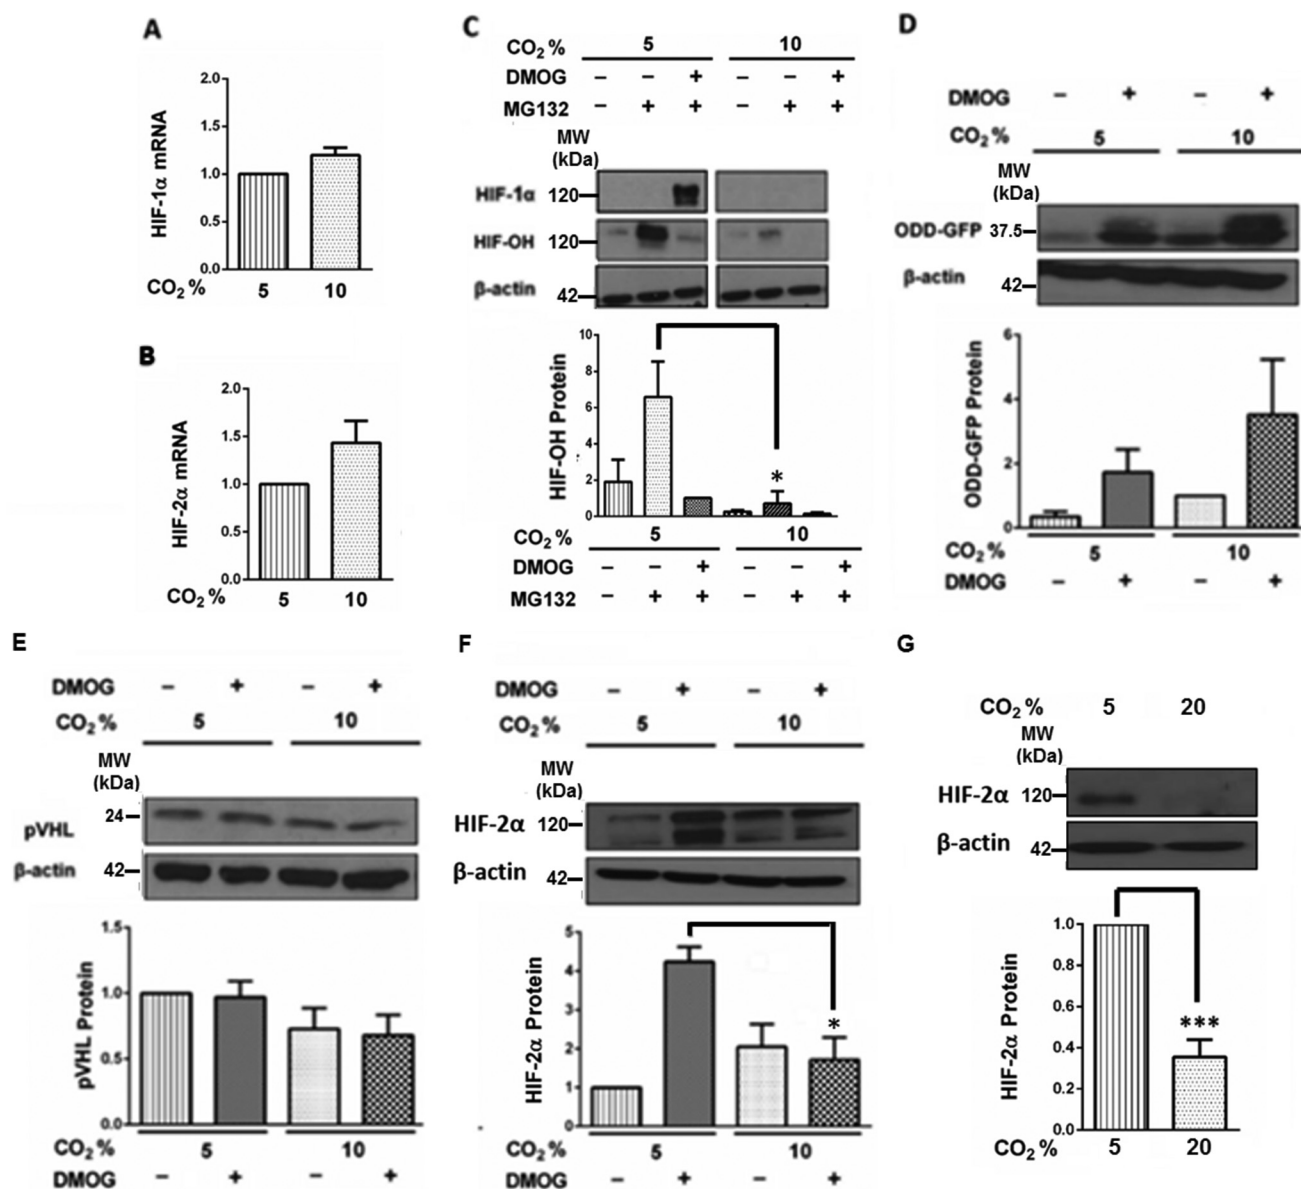 A
2.0
1.5
1.0
0.5
0.0
HIF-1α mRNA
CO2 %
5 10
B
2.0
1.5
1.0
0.5
0.0
HIF-2α mRNA
CO2 %
5 10
C
CO2 % 5 10
DMOG – – + – – +
MG132 – + + – + +
MW
(kDa)
HIF-1α 120
HIF-OH 120
β-actin 42
10
8
6
4
2
0
HIF-OH Protein
*
CO2 % 5 10
DMOG – – + – – +
MG132 – + + – + +
D
DMOG – + – +
CO2 % 5 10
MW
(kDa)
ODD-GFP 37.5
β-actin 42
6
4
2
0
ODD-GFP Protein
CO2 % 5 10
DMOG – + – +
E
DMOG – + – +
CO2 % 5 10
MW
(kDa)
pVHL 24
β-actin 42
1.5
1.0
0.5
0.0
pVHL Protein
CO2 % 5 10
DMOG – + – +
F
DMOG – + – +
CO2 % 5 10
MW
(kDa)
HIF-2α 120
β-actin 42
5
4
3
2
1
0
HIF-2α Protein
*
CO2 % 5 10
DMOG – + – +
G
CO2 % 5 20
MW
(kDa)
HIF-2α 120
β-actin 42
1.0
0.8
0.6
0.4
0.2
0.0
HIF-2α Protein
***
CO2 % 5 20